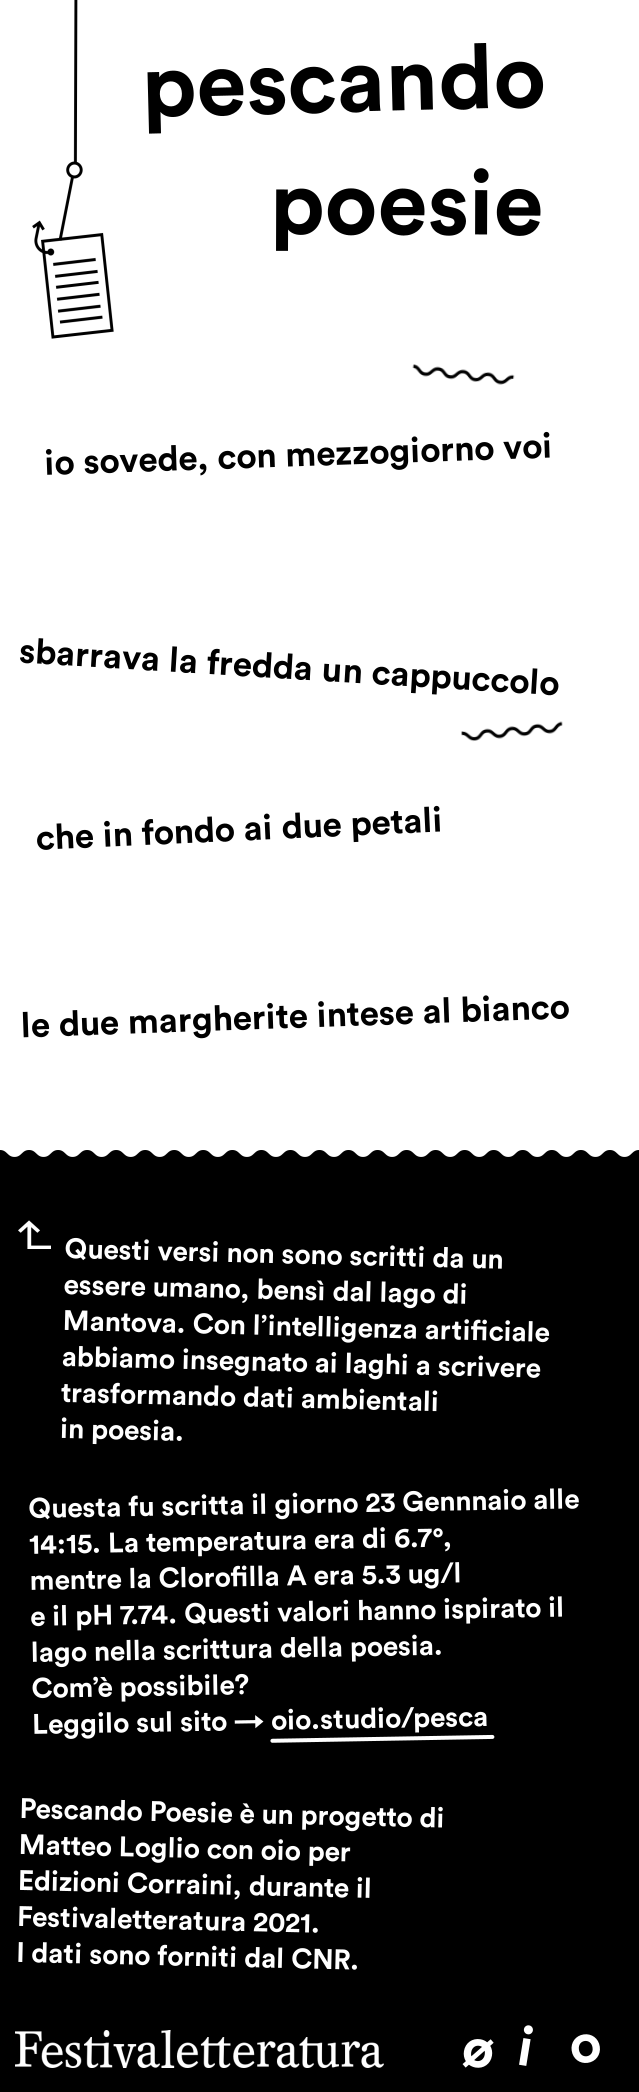 pescando
poesie
io sovede, con mezzogiorno voi
sbarrava la fredda un cappuccolo
che in fondo ai due petali
le due margherite intese al bianco
Questi versi non sono scritti da un
essere umano, bensì dal lago di
Mantova. Con l’intelligenza artificiale
abbiamo insegnato ai laghi a scrivere
trasformando dati ambientali
in poesia.
Questa fu scritta il giorno 23 Gennnaio alle
14:15. La temperatura era di 6.7°,
mentre la Clorofilla A era 5.3 ug/l
e il pH 7.74. Questi valori hanno ispirato il
lago nella scrittura della poesia.
Com’è possibile?
Leggilo sul sito → oio.studio/pesca
Pescando Poesie è un progetto di
Matteo Loglio con oio per
Edizioni Corraini, durante il
Festivaletteratura 2021.
I dati sono forniti dal CNR.
Festivaletteratura ø i o